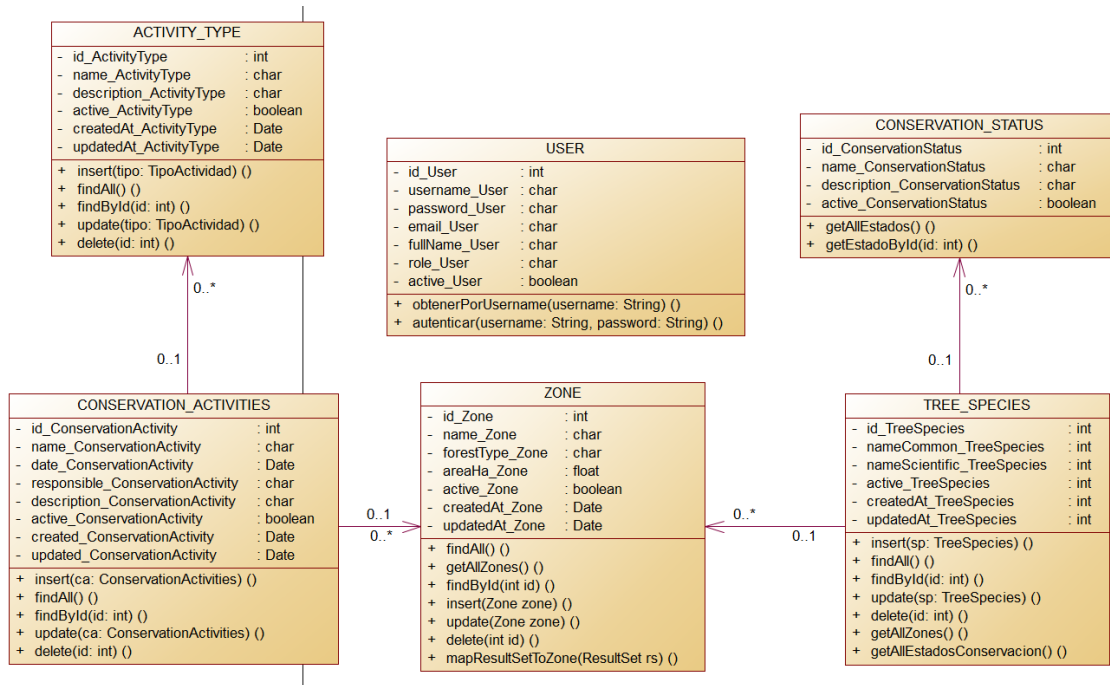 ACTIVITY_TYPE
- id_ActivityType : int
- name_ActivityType : char
- description_ActivityType : char
- active_ActivityType : boolean
- createdAt_ActivityType : Date
- updatedAt_ActivityType : Date
+ insert(tipo: TipoActividad) ()
+ findAll() ()
+ findById(id: int) ()
+ update(tipo: TipoActividad) ()
+ delete(id: int) ()
USER
- id_User : int
- username_User : char
- password_User : char
- email_User : char
- fullName_User : char
- role_User : char
- active_User : boolean
+ obtenerPorUsername(username: String) ()
+ autenticar(username: String, password: String) ()
CONSERVATION_STATUS
- id_ConservationStatus : int
- name_ConservationStatus : char
- description_ConservationStatus : char
- active_ConservationStatus : boolean
+ getAllEstados() ()
+ getEstadoById(id: int) ()
0..*
0..1
0..*
0..1
CONSERVATION_ACTIVITIES
- id_ConservationActivity : int
- name_ConservationActivity : char
- date_ConservationActivity : Date
- responsible_ConservationActivity : char
- description_ConservationActivity : char
- active_ConservationActivity : boolean
- created_ConservationActivity : Date
- updated_ConservationActivity : Date
+ insert(ca: ConservationActivities) ()
+ findAll() ()
+ findById(id: int) ()
+ update(ca: ConservationActivities) ()
+ delete(id: int) ()
0..1
0..*
ZONE
- id_Zone : int
- name_Zone : char
- forestType_Zone : char
- areaHa_Zone : float
- active_Zone : boolean
- createdAt_Zone : Date
- updatedAt_Zone : Date
+ findAll() ()
+ getAllZones() ()
+ findById(int id) ()
+ insert(Zone zone) ()
+ update(Zone zone) ()
+ delete(int id) ()
+ mapResultSetToZone(ResultSet rs) ()
0..*
0..1
TREE_SPECIES
- id_TreeSpecies : int
- nameCommon_TreeSpecies : int
- nameScientific_TreeSpecies : int
- active_TreeSpecies : int
- createdAt_TreeSpecies : int
- updatedAt_TreeSpecies : int
+ insert(sp: TreeSpecies) ()
+ findAll() ()
+ findById(id: int) ()
+ update(sp: TreeSpecies) ()
+ delete(id: int) ()
+ getAllZones() ()
+ getAllEstadosConservacion() ()